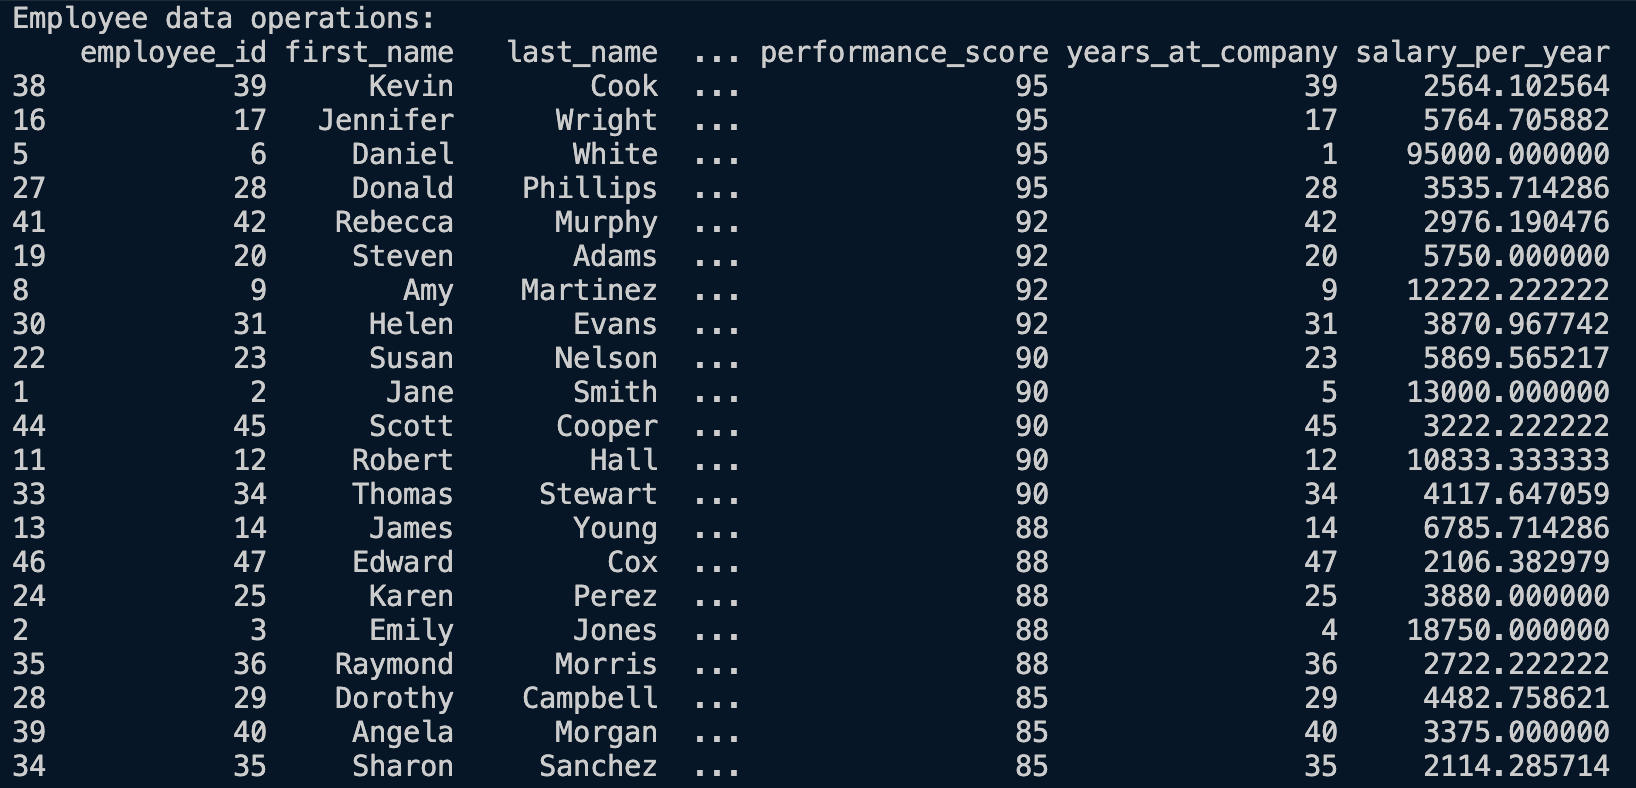 Employee data operations:
    employee_id first_name   last_name  ... performance_score years_at_company salary_per_year
38           39      Kevin        Cook  ...                95               39     2564.102564
16           17   Jennifer      Wright  ...                95               17     5764.705882
5             6     Daniel       White  ...                95                1    95000.000000
27           28     Donald    Phillips  ...                95               28     3535.714286
41           42    Rebecca      Murphy  ...                92               42     2976.190476
19           20     Steven       Adams  ...                92               20     5750.000000
8             9        Amy    Martinez  ...                92                9    12222.222222
30           31      Helen       Evans  ...                92               31     3870.967742
22           23      Susan      Nelson  ...                90               23     5869.565217
1             2       Jane       Smith  ...                90                5    13000.000000
44           45      Scott      Cooper  ...                90               45     3222.222222
11           12     Robert        Hall  ...                90               12    10833.333333
33           34     Thomas     Stewart  ...                90               34     4117.647059
13           14      James       Young  ...                88               14     6785.714286
46           47     Edward         Cox  ...                88               47     2106.382979
24           25      Karen       Perez  ...                88               25     3880.000000
2             3      Emily       Jones  ...                88                4    18750.000000
35           36    Raymond      Morris  ...                88               36     2722.222222
28           29    Dorothy    Campbell  ...                85               29     4482.758621
39           40     Angela      Morgan  ...                85               40     3375.000000
34           35     Sharon     Sanchez  ...                85               35     2114.285714